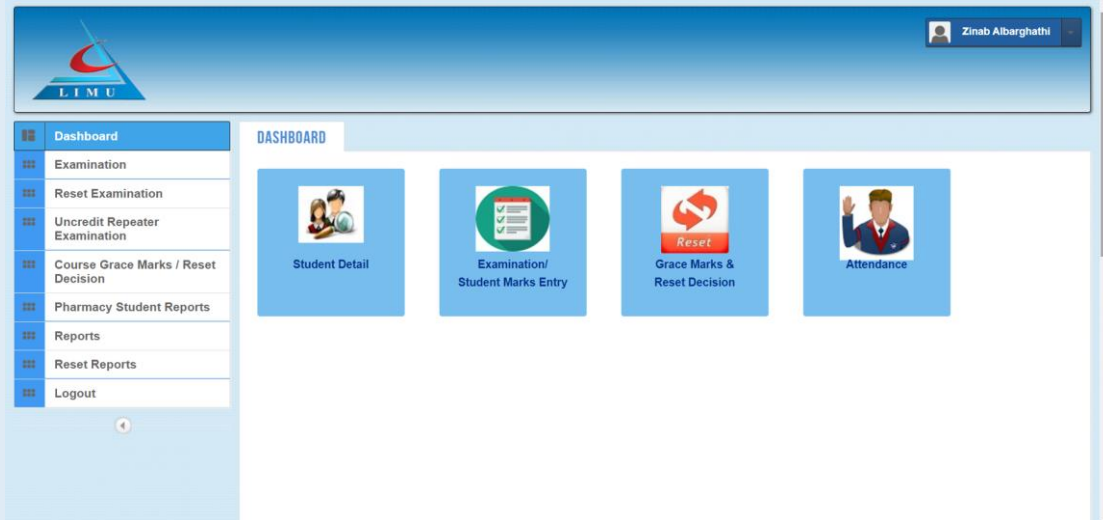 LIMU
Zinab Albarghathi
Dashboard
Examination
Reset Examination
Uncredit Repeater
Examination
Course Grace Marks / Reset
Decision
Pharmacy Student Reports
Reports
Reset Reports
Logout
DASHBOARD
Student Detail
Examination/
Student Marks Entry
Reset
Grace Marks &
Reset Decision
Attendance